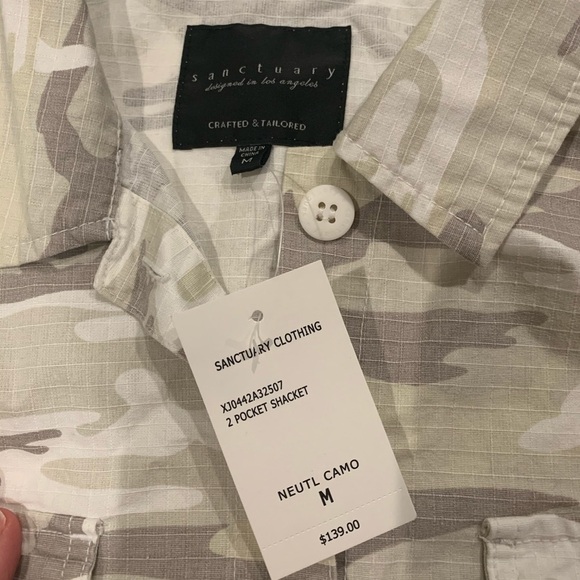 sanctuary
designed in los angeles
CRAFTED & TAILORED
MADE IN
CHINA
M
SANCTUARY CLOTHING
XJ0442A32507
2 POCKET SHACKET
NEUTL CAMO
M
$139.00